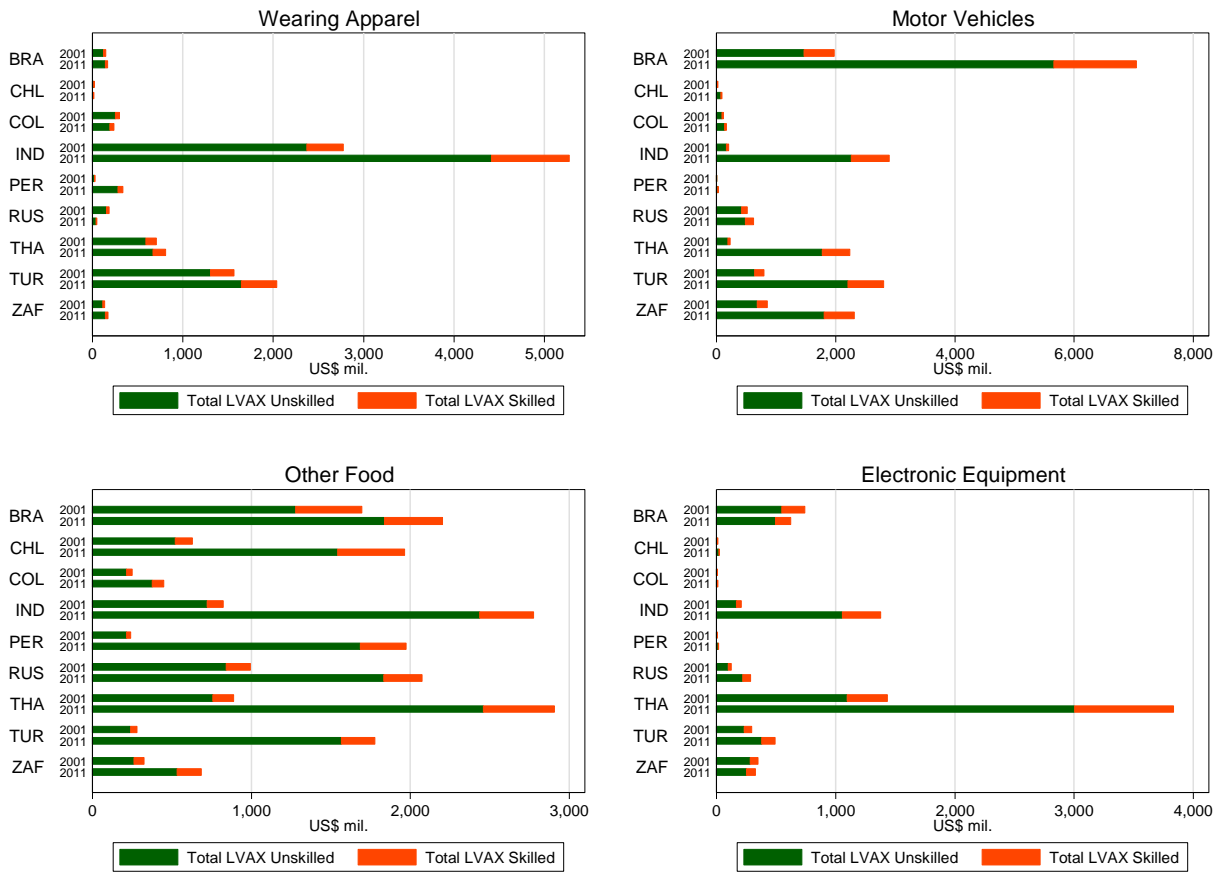 Wearing Apparel
BRA 2001
2011
CHL 2001
2011
COL 2001
2011
IND 2001
2011
PER 2001
2011
RUS 2001
2011
THA 2001
2011
TUR 2001
2011
ZAF 2001
2011
0 1,000 2,000 3,000 4,000 5,000
US$ mil.
Total LVAX Unskilled Total LVAX Skilled
Motor Vehicles
BRA 2001
2011
CHL 2001
2011
COL 2001
2011
IND 2001
2011
PER 2001
2011
RUS 2001
2011
THA 2001
2011
TUR 2001
2011
ZAF 2001
2011
0 2,000 4,000 6,000 8,000
US$ mil.
Total LVAX Unskilled Total LVAX Skilled
Other Food
BRA 2001
2011
CHL 2001
2011
COL 2001
2011
IND 2001
2011
PER 2001
2011
RUS 2001
2011
THA 2001
2011
TUR 2001
2011
ZAF 2001
2011
0 1,000 2,000 3,000
US$ mil.
Total LVAX Unskilled Total LVAX Skilled
Electronic Equipment
BRA 2001
2011
CHL 2001
2011
COL 2001
2011
IND 2001
2011
PER 2001
2011
RUS 2001
2011
THA 2001
2011
TUR 2001
2011
ZAF 2001
2011
0 1,000 2,000 3,000 4,000
US$ mil.
Total LVAX Unskilled Total LVAX Skilled